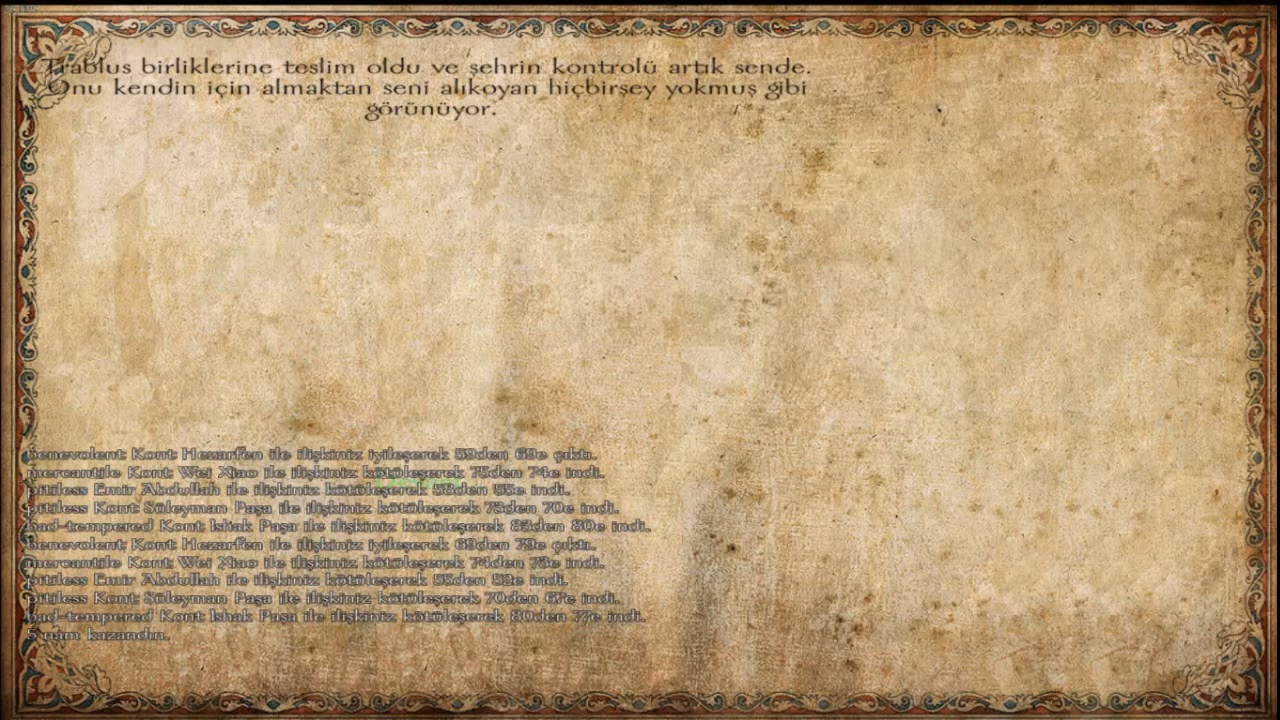 Trablus birliklerine teslim oldu ve şehrin kontrolü artık sende.
Onu kendin için almaktan seni alıkoyan hiçbirşey yokmuş gibi
görünüyor.
benevolent Kont Hezarfen ile ilişkiniz iyileşerek 59den 69e çıktı.
mercantile Kont Wei Xiao ile ilişkiniz kötüleşerek 75den 74e indi.
pitiless Emir Abdullah ile ilişkiniz kötüleşerek 58den 55e indi.
pitiless Kont Süleyman Paşa ile ilişkiniz kötüleşerek 73den 70e indi.
bad-tempered Kont Ishak Paşa ile ilişkiniz kötüleşerek 83den 80e indi.
benevolent Kont Hezarfen ile ilişkiniz iyileşerek 69den 79e çıktı.
mercantile Kont Wei Xiao ile ilişkiniz kötüleşerek 74den 73e indi.
pitiless Emir Abdullah ile ilişkiniz kötüleşerek 55den 52e indi.
pitiless Kont Süleyman Paşa ile ilişkiniz kötüleşerek 70den 67e indi.
bad-tempered Kont Ishak Paşa ile ilişkiniz kötüleşerek 80den 77e indi.
5 nam kazandın.